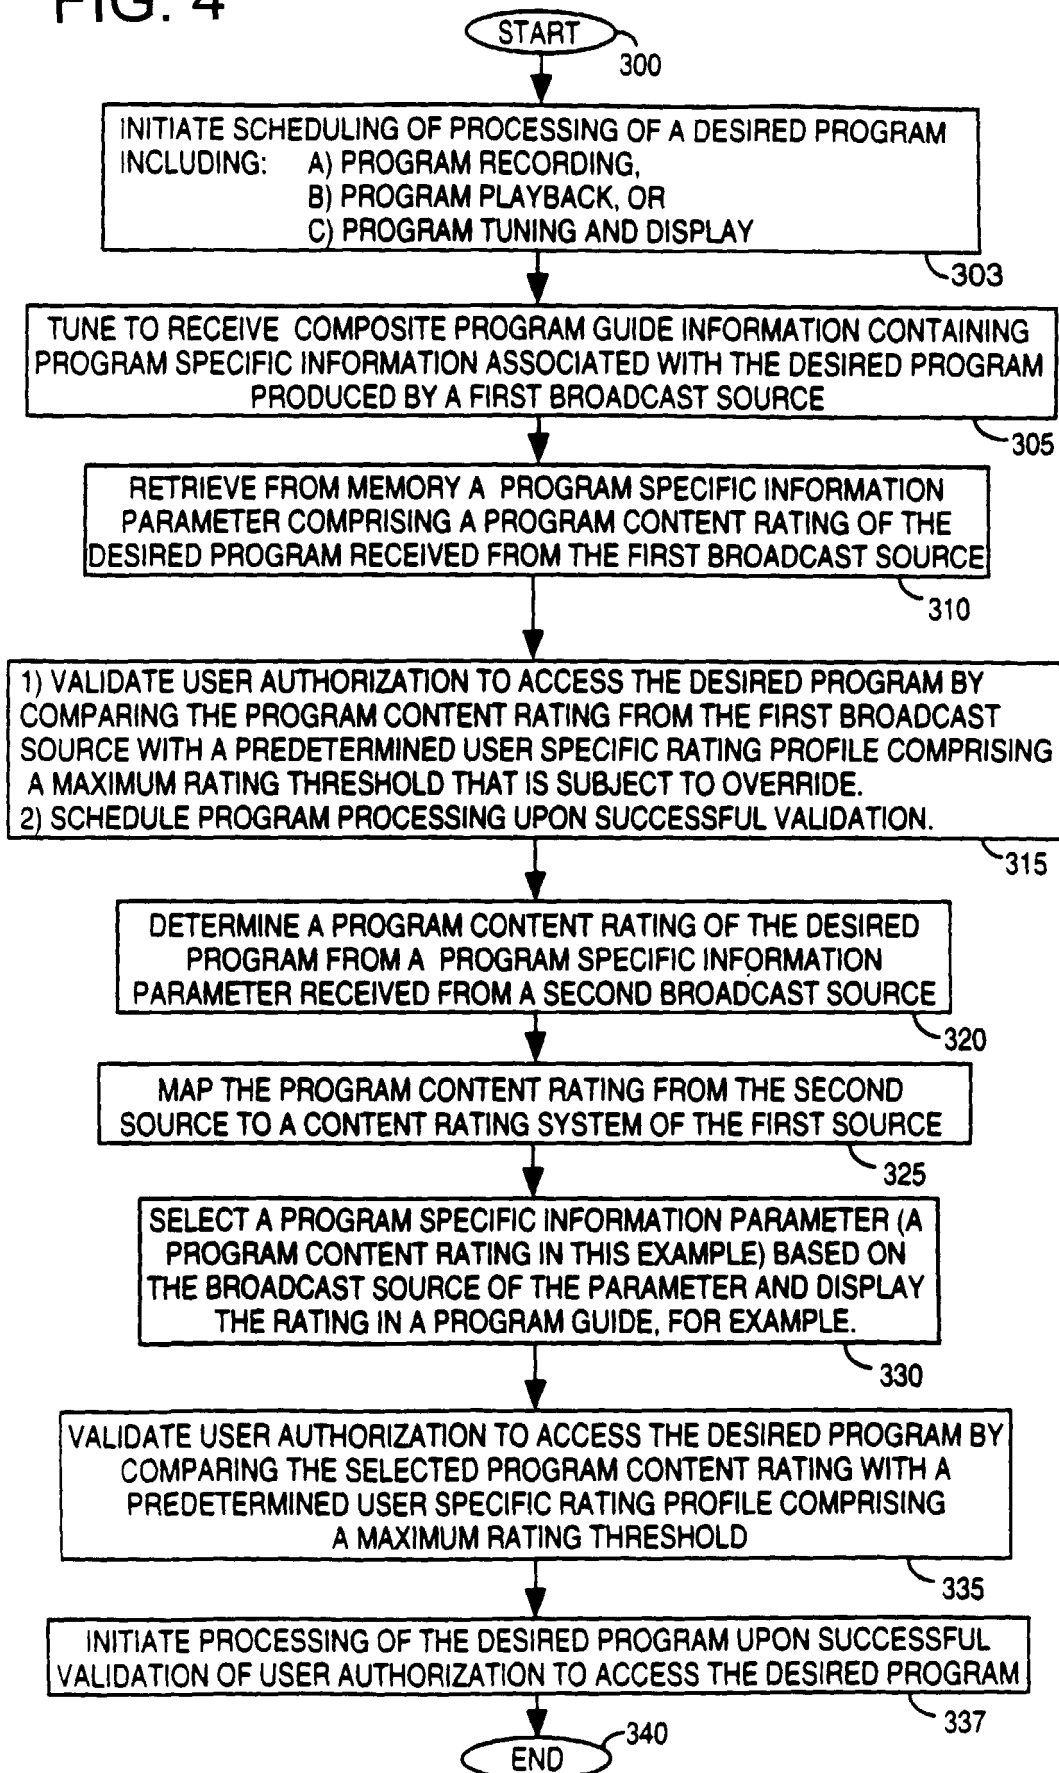 FIG. 4
START
300
INITIATE SCHEDULING OF PROCESSING OF A DESIRED PROGRAM
INCLUDING: A) PROGRAM RECORDING,
B) PROGRAM PLAYBACK, OR
C) PROGRAM TUNING AND DISPLAY
303
TUNE TO RECEIVE COMPOSITE PROGRAM GUIDE INFORMATION CONTAINING
PROGRAM SPECIFIC INFORMATION ASSOCIATED WITH THE DESIRED PROGRAM
PRODUCED BY A FIRST BROADCAST SOURCE
305
RETRIEVE FROM MEMORY A PROGRAM SPECIFIC INFORMATION
PARAMETER COMPRISING A PROGRAM CONTENT RATING OF THE
DESIRED PROGRAM RECEIVED FROM THE FIRST BROADCAST SOURCE
310
1) VALIDATE USER AUTHORIZATION TO ACCESS THE DESIRED PROGRAM BY
COMPARING THE PROGRAM CONTENT RATING FROM THE FIRST BROADCAST
SOURCE WITH A PREDETERMINED USER SPECIFIC RATING PROFILE COMPRISING
A MAXIMUM RATING THRESHOLD THAT IS SUBJECT TO OVERRIDE.
2) SCHEDULE PROGRAM PROCESSING UPON SUCCESSFUL VALIDATION.
315
DETERMINE A PROGRAM CONTENT RATING OF THE DESIRED
PROGRAM FROM A PROGRAM SPECIFIC INFORMATION
PARAMETER RECEIVED FROM A SECOND BROADCAST SOURCE
320
MAP THE PROGRAM CONTENT RATING FROM THE SECOND
SOURCE TO A CONTENT RATING SYSTEM OF THE FIRST SOURCE
325
SELECT A PROGRAM SPECIFIC INFORMATION PARAMETER (A
PROGRAM CONTENT RATING IN THIS EXAMPLE) BASED ON
THE BROADCAST SOURCE OF THE PARAMETER AND DISPLAY
THE RATING IN A PROGRAM GUIDE, FOR EXAMPLE.
330
VALIDATE USER AUTHORIZATION TO ACCESS THE DESIRED PROGRAM BY
COMPARING THE SELECTED PROGRAM CONTENT RATING WITH A
PREDETERMINED USER SPECIFIC RATING PROFILE COMPRISING
A MAXIMUM RATING THRESHOLD
335
INITIATE PROCESSING OF THE DESIRED PROGRAM UPON SUCCESSFUL
VALIDATION OF USER AUTHORIZATION TO ACCESS THE DESIRED PROGRAM
337
340
END